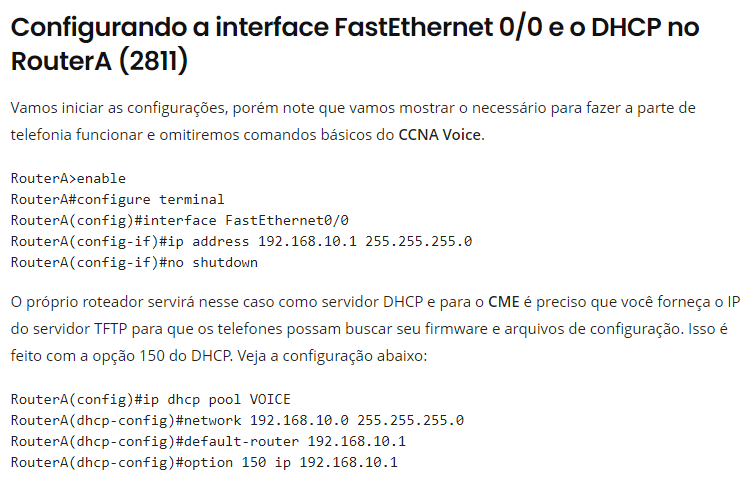 Configurando a interface FastEthernet 0/0 e o DHCP no
RouterA (2811)
Vamos iniciar as configurações, porém note que vamos mostrar o necessário para fazer a parte de
telefonia funcionar e omitiremos comandos básicos do CCNA Voice.
RouterA>enable
RouterA#configure terminal
RouterA(config)#interface FastEthernet0/0
RouterA(config-if)#ip address 192.168.10.1 255.255.255.0
RouterA(config-if)#no shutdown
O próprio roteador servirá nesse caso como servidor DHCP e para o CME é preciso que você forneça o IP
do servidor TFTP para que os telefones possam buscar seu firmware e arquivos de configuração. Isso é
feito com a opção 150 do DHCP. Veja a configuração abaixo:
RouterA(config)#ip dhcp pool VOICE
RouterA(dhcp-config)#network 192.168.10.0 255.255.255.0
RouterA(dhcp-config)#default-router 192.168.10.1
RouterA(dhcp-config)#option 150 ip 192.168.10.1